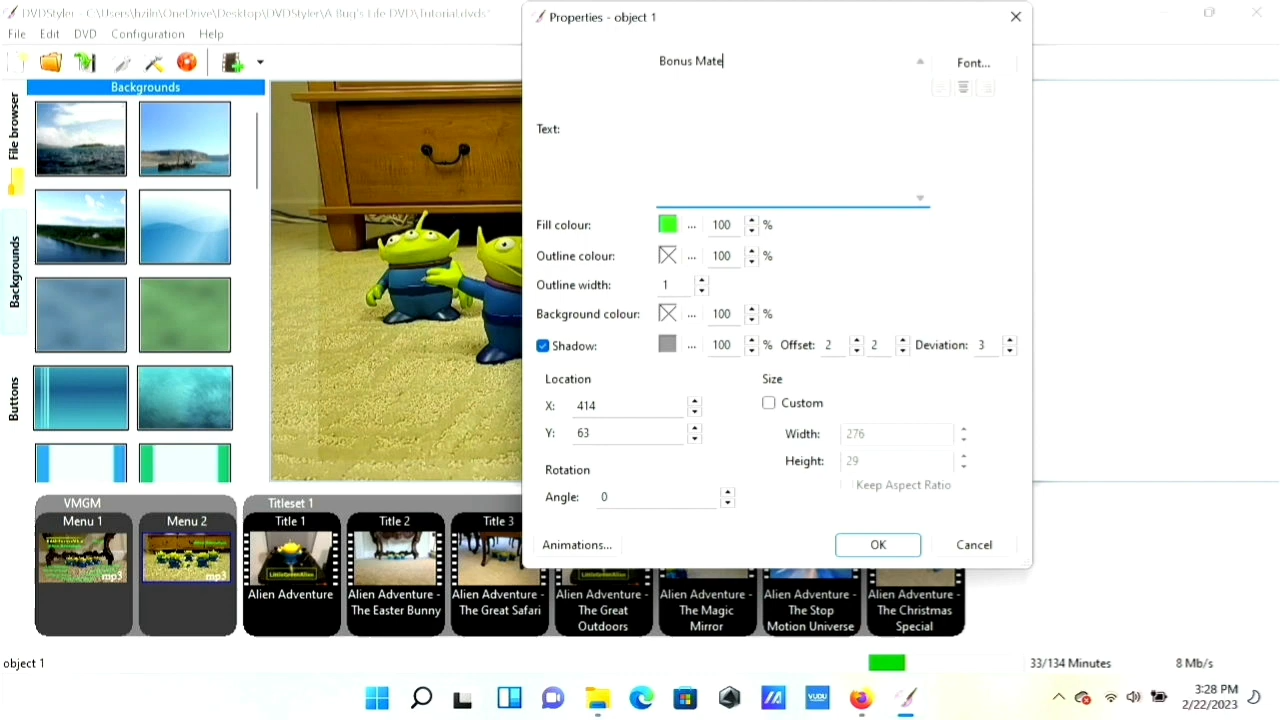 DVDStyler - C:\Users\hziln\OneDrive\Desktop\DVDStyler\A Bug's Life DVD\Tutorial.dvds*
File Edit DVD Configuration Help
Properties - object 1
Bonus Mate
Font...
Text:
Fill colour: ... 100 %
Outline colour: ... 100 %
Outline width: 1
Background colour: ... 100 %
Shadow: ... 100 % Offset: 2 2 Deviation: 3
Location
X: 414
Y: 63
Rotation
Angle: 0
Size
Custom
Width: 276
Height: 29
Keep Aspect Ratio
Animations...
OK
Cancel
Backgrounds
File browser
Backgrounds
Buttons
VMGM
Menu 1
mp3
Menu 2
mp3
Titleset 1
Title 1
LittleGreenAlien
Alien Adventure
Title 2
Alien Adventure -
The Easter Bunny
Title 3
Alien Adventure -
The Great Safari
LittleGreenAlien
Alien Adventure -
The Great
Outdoors
Alien Adventure -
The Magic
Mirror
Alien Adventure -
The Stop
Motion Universe
Alien Adventure -
The Christmas
Special
object 1
33/134 Minutes
8 Mb/s
VUDU
3:28 PM
2/22/2023